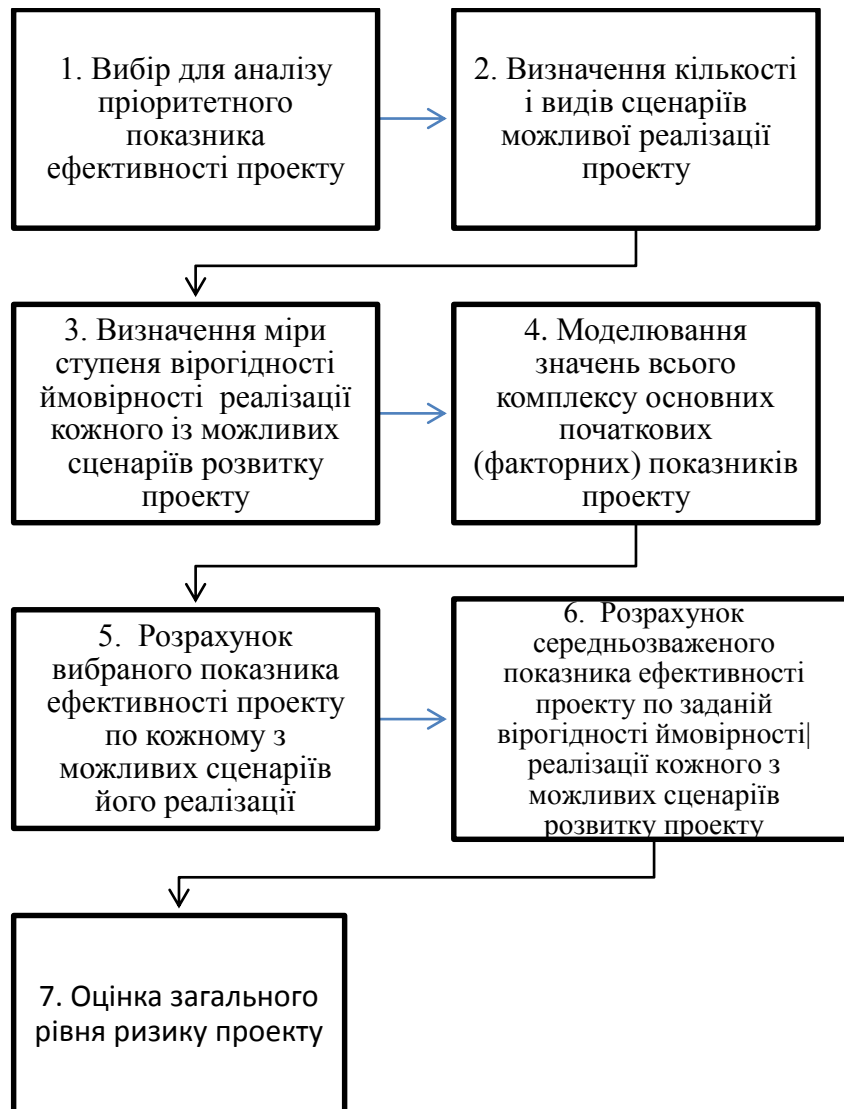 1. Вибір для аналізу
пріоритетного
показника
ефективності проекту
2. Визначення кількості
і видів сценаріїв
можливої реалізації
проекту
3. Визначення міри
ступеня вірогідності
ймовірності реалізації
кожного із можливих
сценаріїв розвитку
проекту
4. Моделювання
значень всього
комплексу основних
початкових
(факторних) показників
проекту
5. Розрахунок
вибраного показника
ефективності проекту
по кожному з
можливих сценаріїв
його реалізації
6. Розрахунок
середньозваженого
показника ефективності
проекту по заданій
вірогідності ймовірності|
реалізації кожного з
можливих сценаріїв
розвитку проекту
7. Оцінка загального
рівня ризику проекту